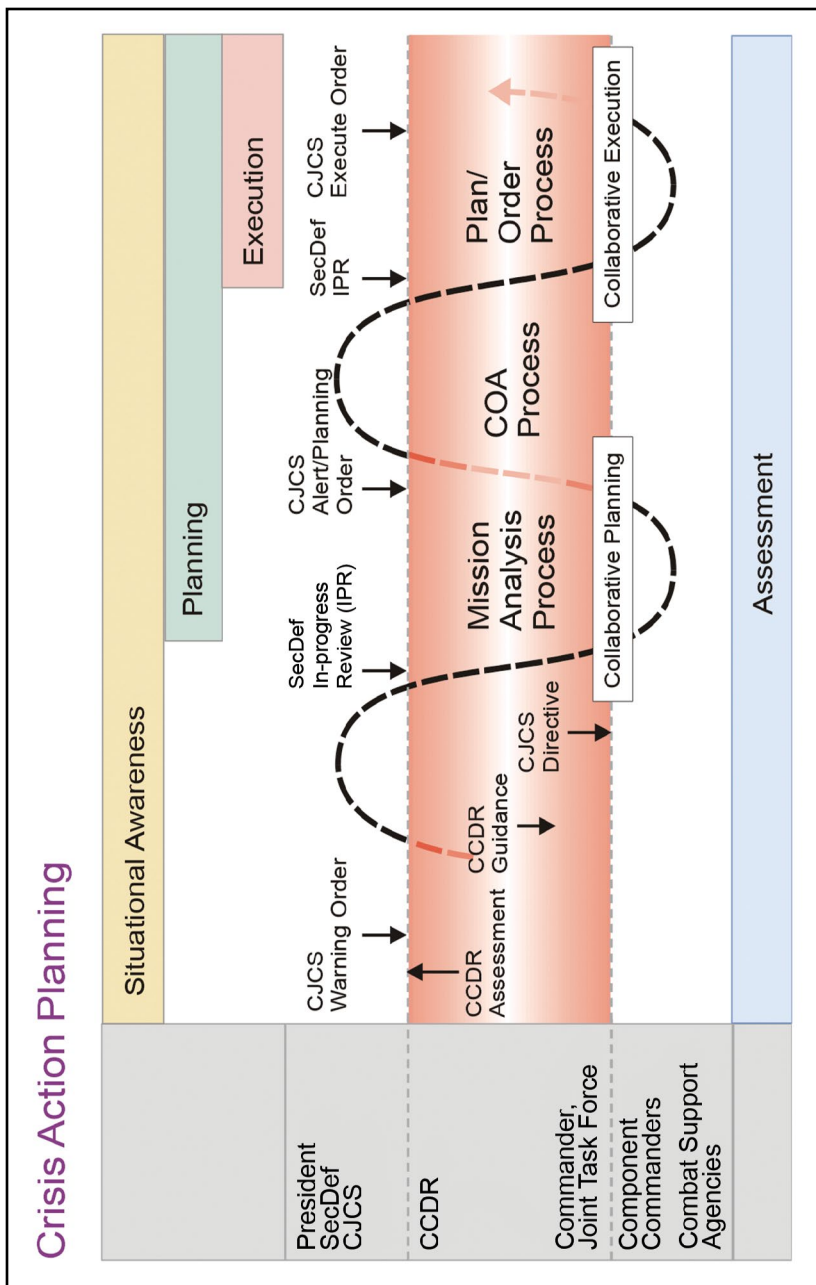 Crisis Action Planning
Situational Awareness
Planning
Execution
President
SecDef
CJCS
CJCS
Warning Order
SecDef
In-progress
Review (IPR)
CJCS
Alert/Planning
Order
SecDef
IPR
CJCS
Execute Order
CCDR
CCDR
Assessment
CCDR
Guidance
CJCS
Directive
Mission
Analysis
Process
COA
Process
Plan/
Order
Process
Commander,
Joint Task Force
Component
Commanders
Combat Support
Agencies
Collaborative Planning
Collaborative Execution
Assessment